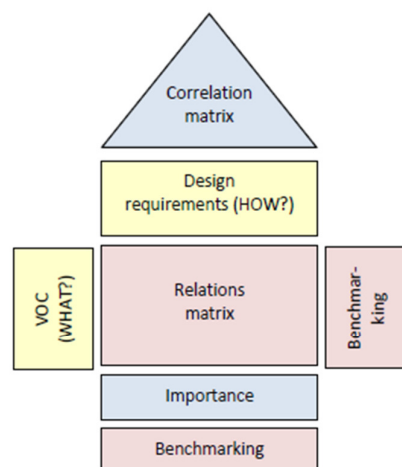 Correlation
matrix
Design
requirements (HOW?)
VOC
(WHAT?)
Relations
matrix
Benchmar-
king
Importance
Benchmarking